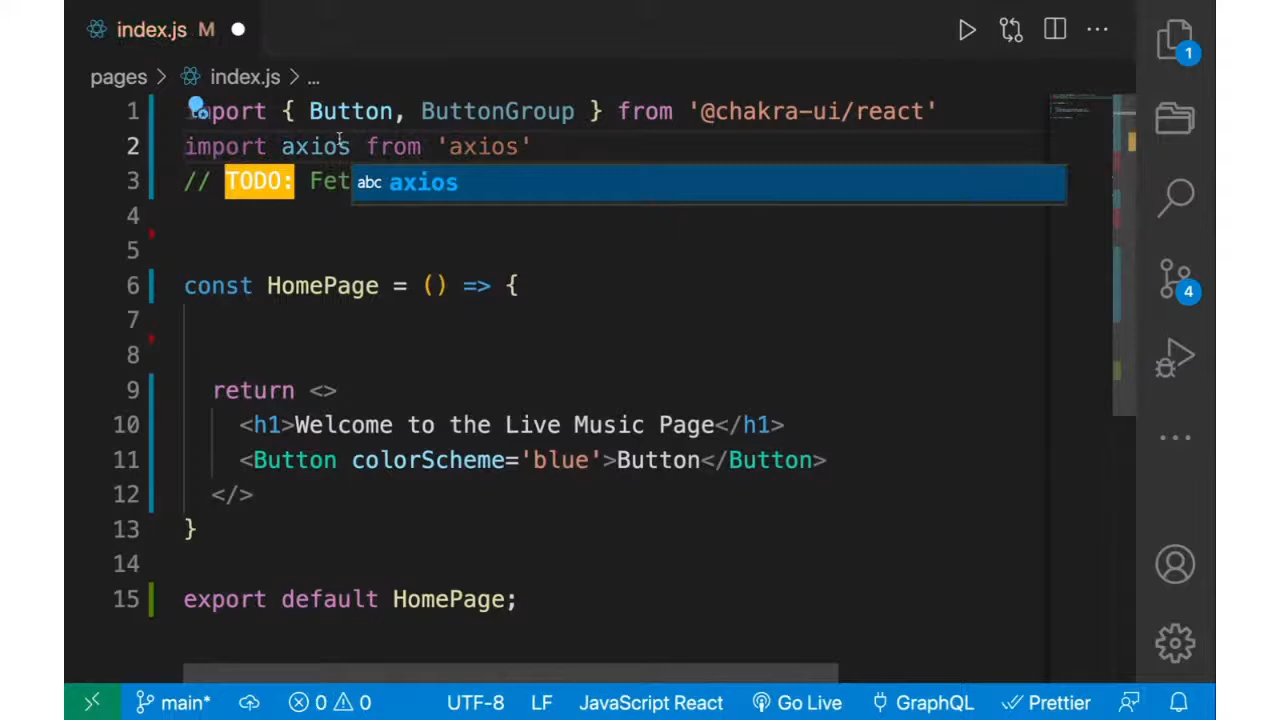 index.js M
pages > index.js > ...
1
1 import { Button, ButtonGroup } from '@chakra-ui/react'
2 import axios from 'axios'
3 // TODO: Fet
abc axios
4
5
6 const HomePage = () => {
7
8
9 return <>
10 <h1>Welcome to the Live Music Page</h1>
11 <Button colorScheme='blue'>Button</Button>
12 </>
13 }
14
15 export default HomePage;
4
main* 0 0 UTF-8 LF JavaScript React Go Live GraphQL Prettier